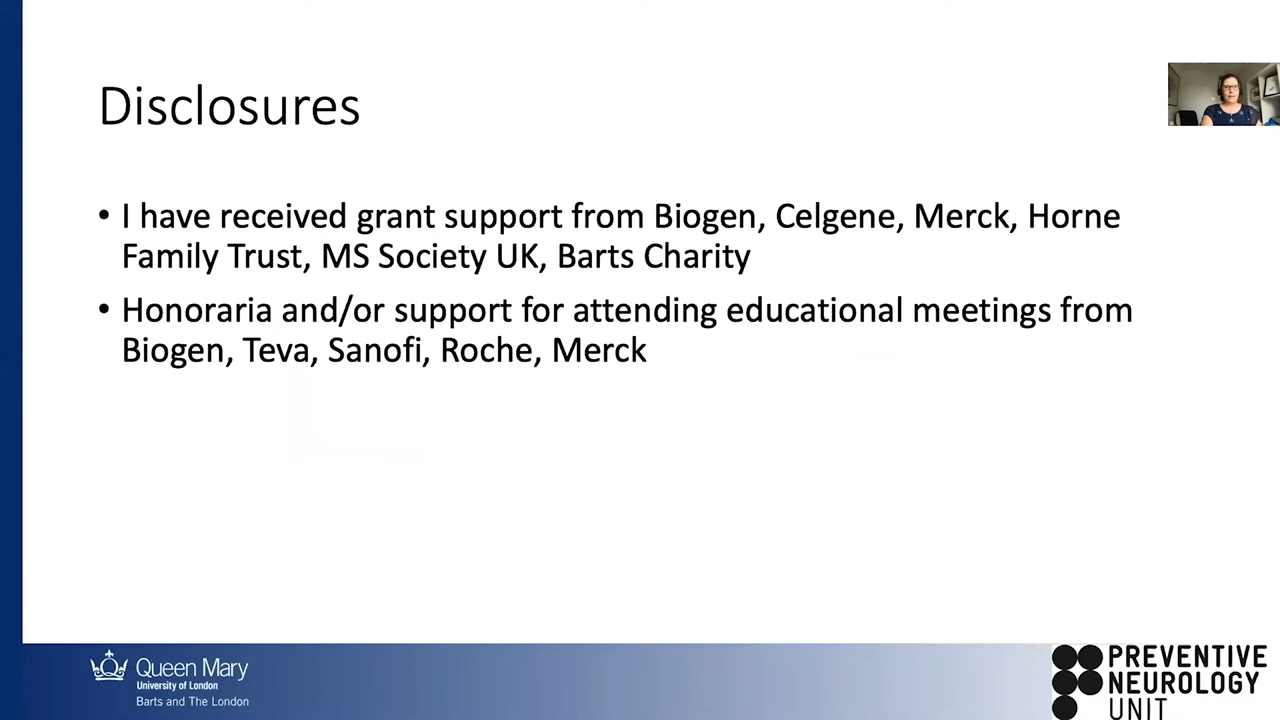 Disclosures
• I have received grant support from Biogen, Celgene, Merck, Horne
Family Trust, MS Society UK, Barts Charity
• Honoraria and/or support for attending educational meetings from
Biogen, Teva, Sanofi, Roche, Merck
Queen Mary
University of London
Barts and The London
PREVENTIVE
NEUROLOGY
UNIT